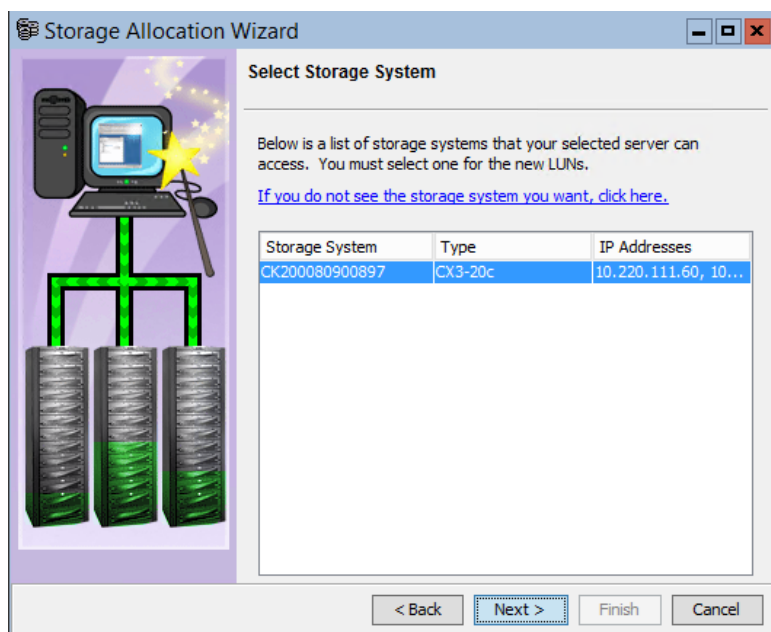 Storage Allocation Wizard
Select Storage System
Below is a list of storage systems that your selected server can
access. You must select one for the new LUNs.
If you do not see the storage system you want, click here.
Storage System Type IP Addresses
CK200080900897 CX3-20c 10.220.111.60, 10...
< Back Next > Finish Cancel